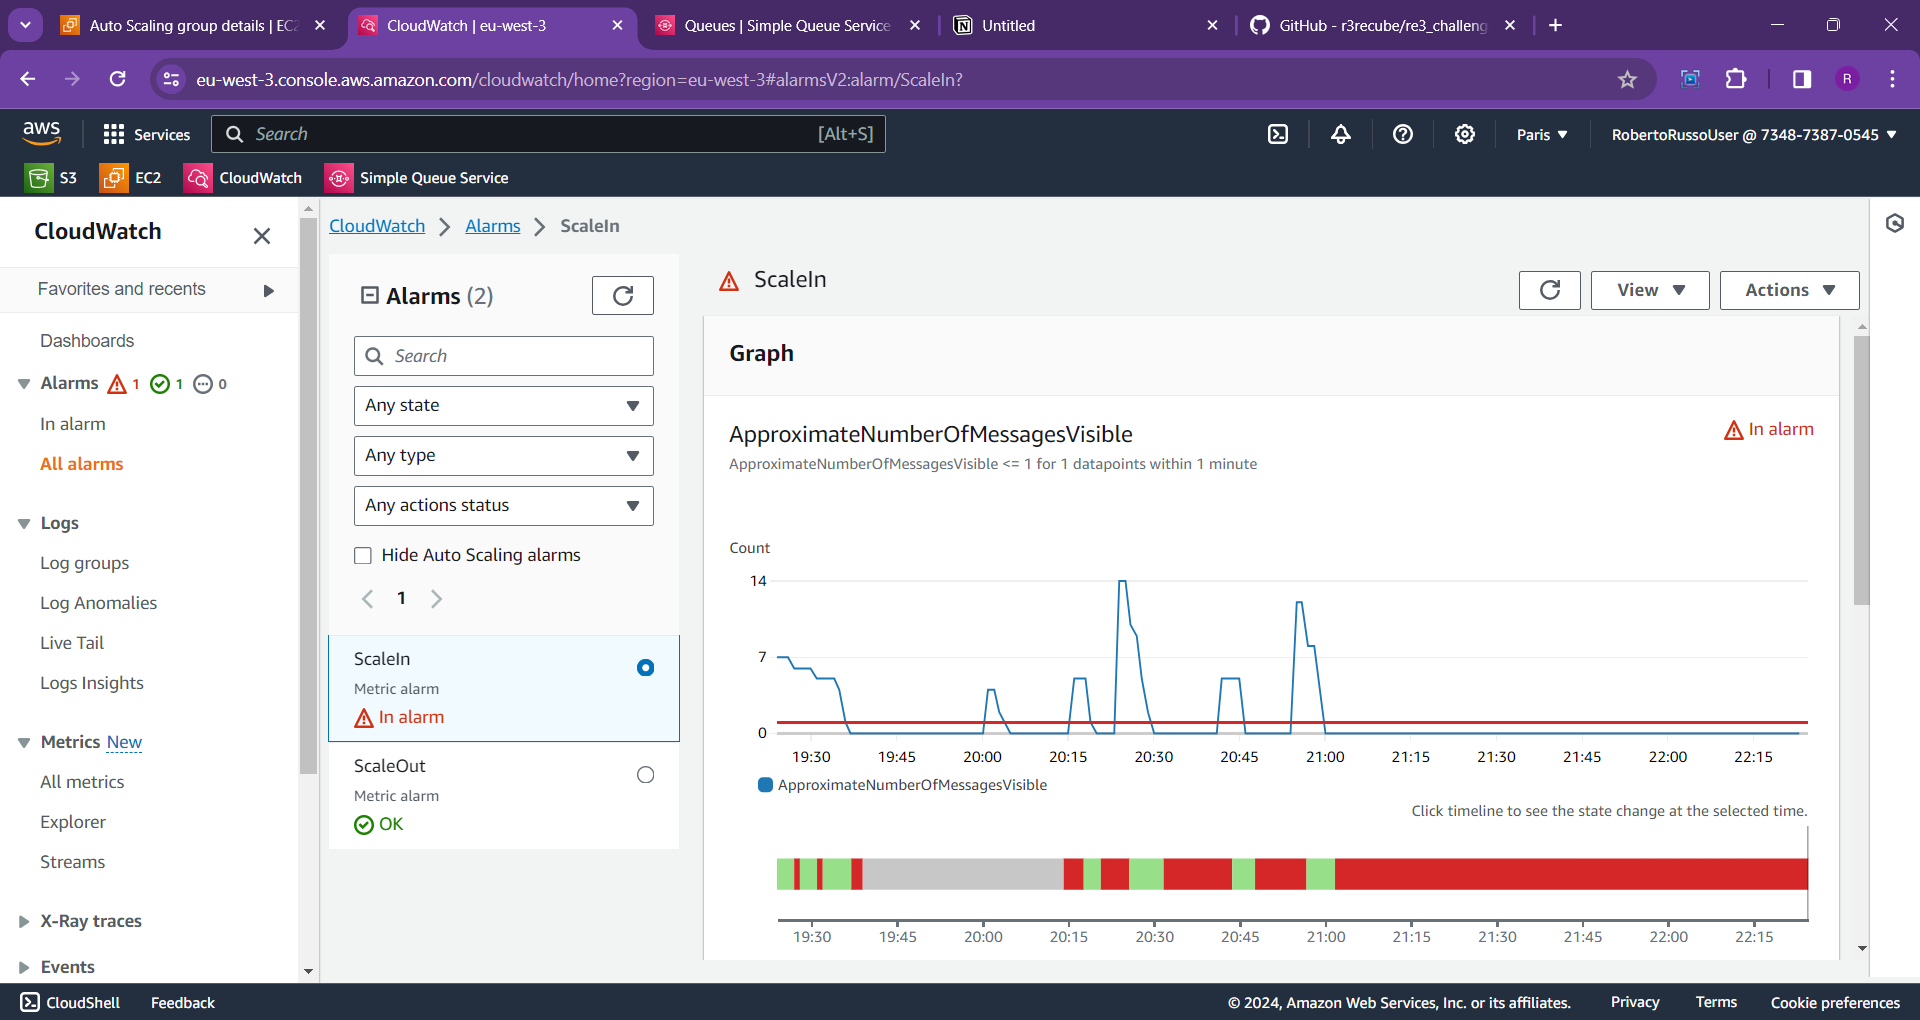 Auto Scaling group details | EC2
CloudWatch | eu-west-3
Queues | Simple Queue Service
Untitled
GitHub - r3recube/re3_challeng
eu-west-3.console.aws.amazon.com/cloudwatch/home?region=eu-west-3#alarmsV2:alarm/ScaleIn?
R
aws
Services
Search
[Alt+S]
Paris
RobertoRussoUser @ 7348-7387-0545
S3
EC2
CloudWatch
Simple Queue Service
CloudWatch
Favorites and recents
Dashboards
Alarms 1 1 0
In alarm
All alarms
Logs
Log groups
Log Anomalies
Live Tail
Logs Insights
Metrics New
All metrics
Explorer
Streams
X-Ray traces
Events
CloudWatch
Alarms
ScaleIn
Alarms (2)
Search
Any state
Any type
Any actions status
Hide Auto Scaling alarms
1
ScaleIn
Metric alarm
In alarm
ScaleOut
Metric alarm
OK
ScaleIn
View
Actions
Graph
ApproximateNumberOfMessagesVisible
In alarm
ApproximateNumberOfMessagesVisible <= 1 for 1 datapoints within 1 minute
Count
14
7
0
19:30 19:45 20:00 20:15 20:30 20:45 21:00 21:15 21:30 21:45 22:00 22:15
ApproximateNumberOfMessagesVisible
Click timeline to see the state change at the selected time.
19:30 19:45 20:00 20:15 20:30 20:45 21:00 21:15 21:30 21:45 22:00 22:15
CloudShell
Feedback
© 2024, Amazon Web Services, Inc. or its affiliates.
Privacy
Terms
Cookie preferences